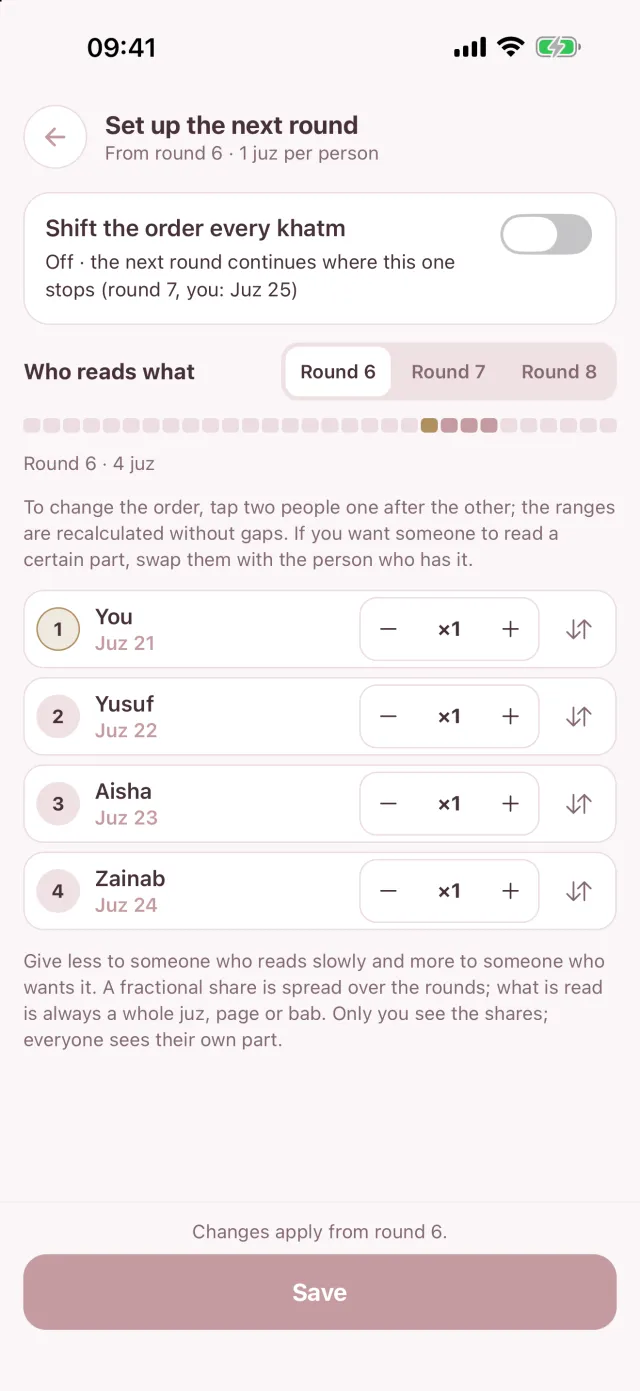 09:41
Set up the next round
From round 6 · 1 juz per person
Shift the order every khatm
Off · the next round continues where this one
stops (round 7, you: Juz 25)
Who reads what
Round 6
Round 7
Round 8
Round 6 · 4 juz
To change the order, tap two people one after the other; the ranges
are recalculated without gaps. If you want someone to read a
certain part, swap them with the person who has it.
1
You
Juz 21
− ×1 +
2
Yusuf
Juz 22
− ×1 +
3
Aisha
Juz 23
− ×1 +
4
Zainab
Juz 24
− ×1 +
Give less to someone who reads slowly and more to someone who
wants it. A fractional share is spread over the rounds; what is read
is always a whole juz, page or bab. Only you see the shares;
everyone sees their own part.
Changes apply from round 6.
Save